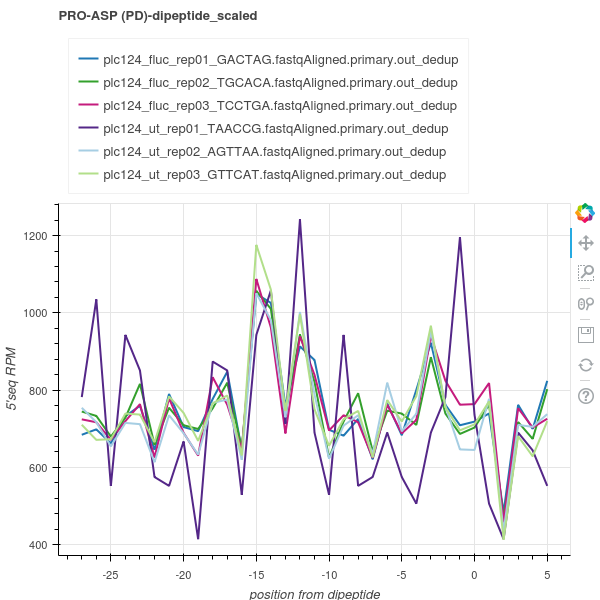 PRO-ASP (PD)-dipeptide_scaled
plc124_fluc_rep01_GACTAG.fastqAligned.primary.out_dedup
plc124_fluc_rep02_TGCACA.fastqAligned.primary.out_dedup
plc124_fluc_rep03_TCCTGA.fastqAligned.primary.out_dedup
plc124_ut_rep01_TAACCG.fastqAligned.primary.out_dedup
plc124_ut_rep02_AGTTAA.fastqAligned.primary.out_dedup
plc124_ut_rep03_GTTCAT.fastqAligned.primary.out_dedup
1200
1000
800
600
400
5'seq RPM
-25 -20 -15 -10 -5 0 5
position from dipeptide